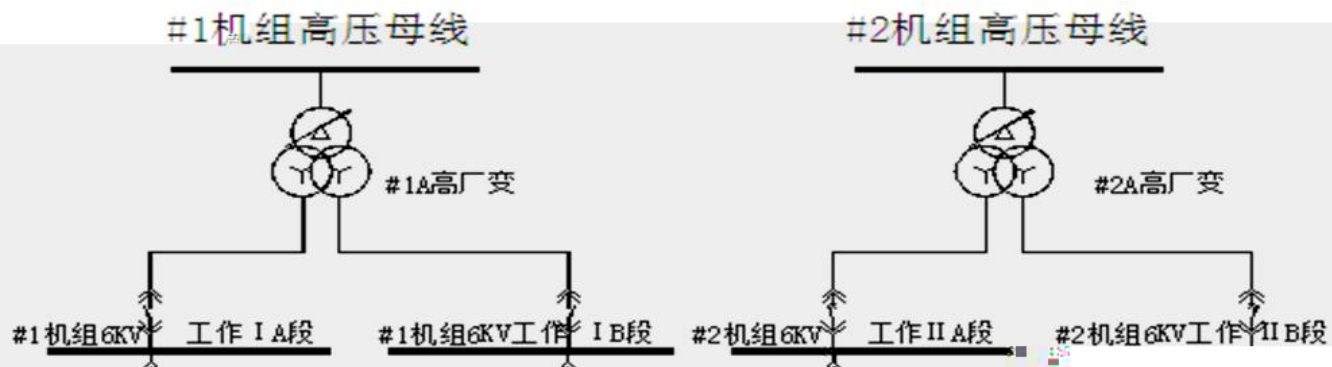 #1机组高压母线
#2机组高压母线
#1A高厂变
#2A高厂变
#1机组6KV 工作ⅠA段
#1机组6KV工作 ⅠB段
#2机组6KV 工作ⅡA段
#2机组6KV工作 ⅡB段